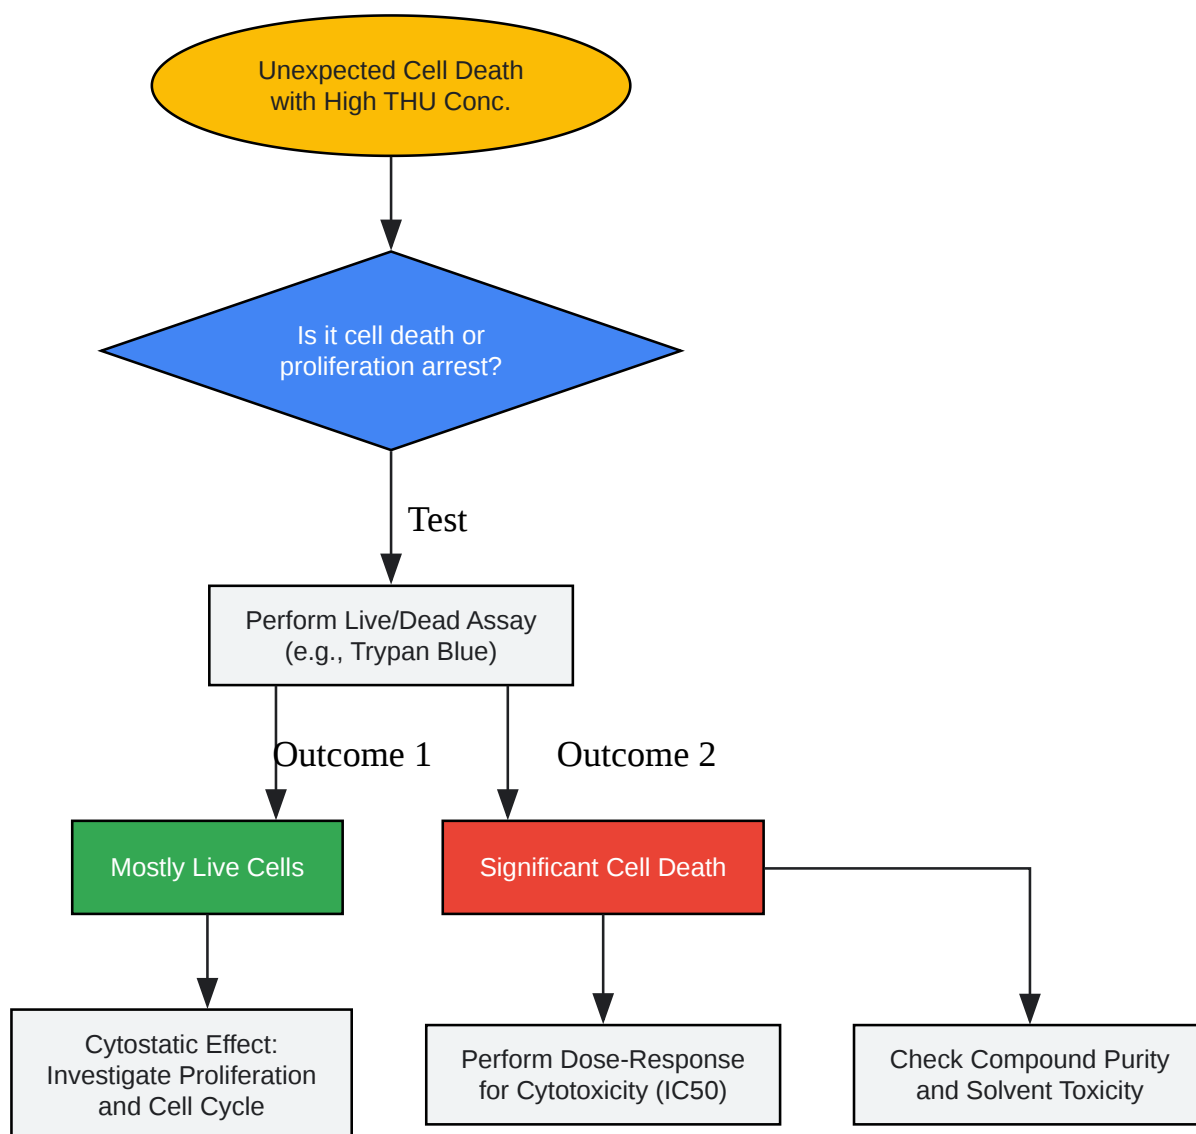 Unexpected Cell Death
with High THU Conc.
Is it cell death or
proliferation arrest?
Test
Perform Live/Dead Assay
(e.g., Trypan Blue)
Outcome 1
Outcome 2
Mostly Live Cells
Significant Cell Death
Cytostatic Effect:
Investigate Proliferation
and Cell Cycle
Perform Dose-Response
for Cytotoxicity (IC50)
Check Compound Purity
and Solvent Toxicity